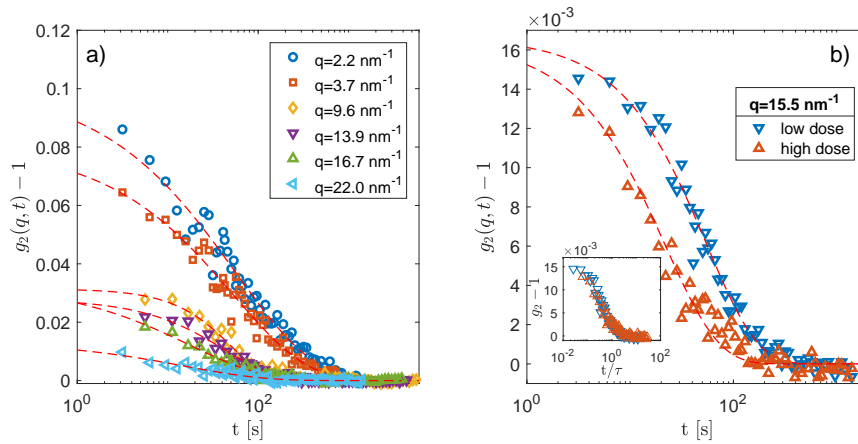 a)
0.12
0.1
0.08
0.06
0.04
0.02
0
g₂(q, t) − 1
10⁰
10²
t [s]
q=2.2 nm⁻¹
q=3.7 nm⁻¹
q=9.6 nm⁻¹
q=13.9 nm⁻¹
q=16.7 nm⁻¹
q=22.0 nm⁻¹
b)
×10⁻³
16
14
12
10
8
6
4
2
0
g₂(q, t) − 1
10⁰
10²
t [s]
q=15.5 nm⁻¹
low dose
high dose
×10⁻³
15
10
5
0
g₂ − 1
10⁻²
10⁰
10²
t/τ